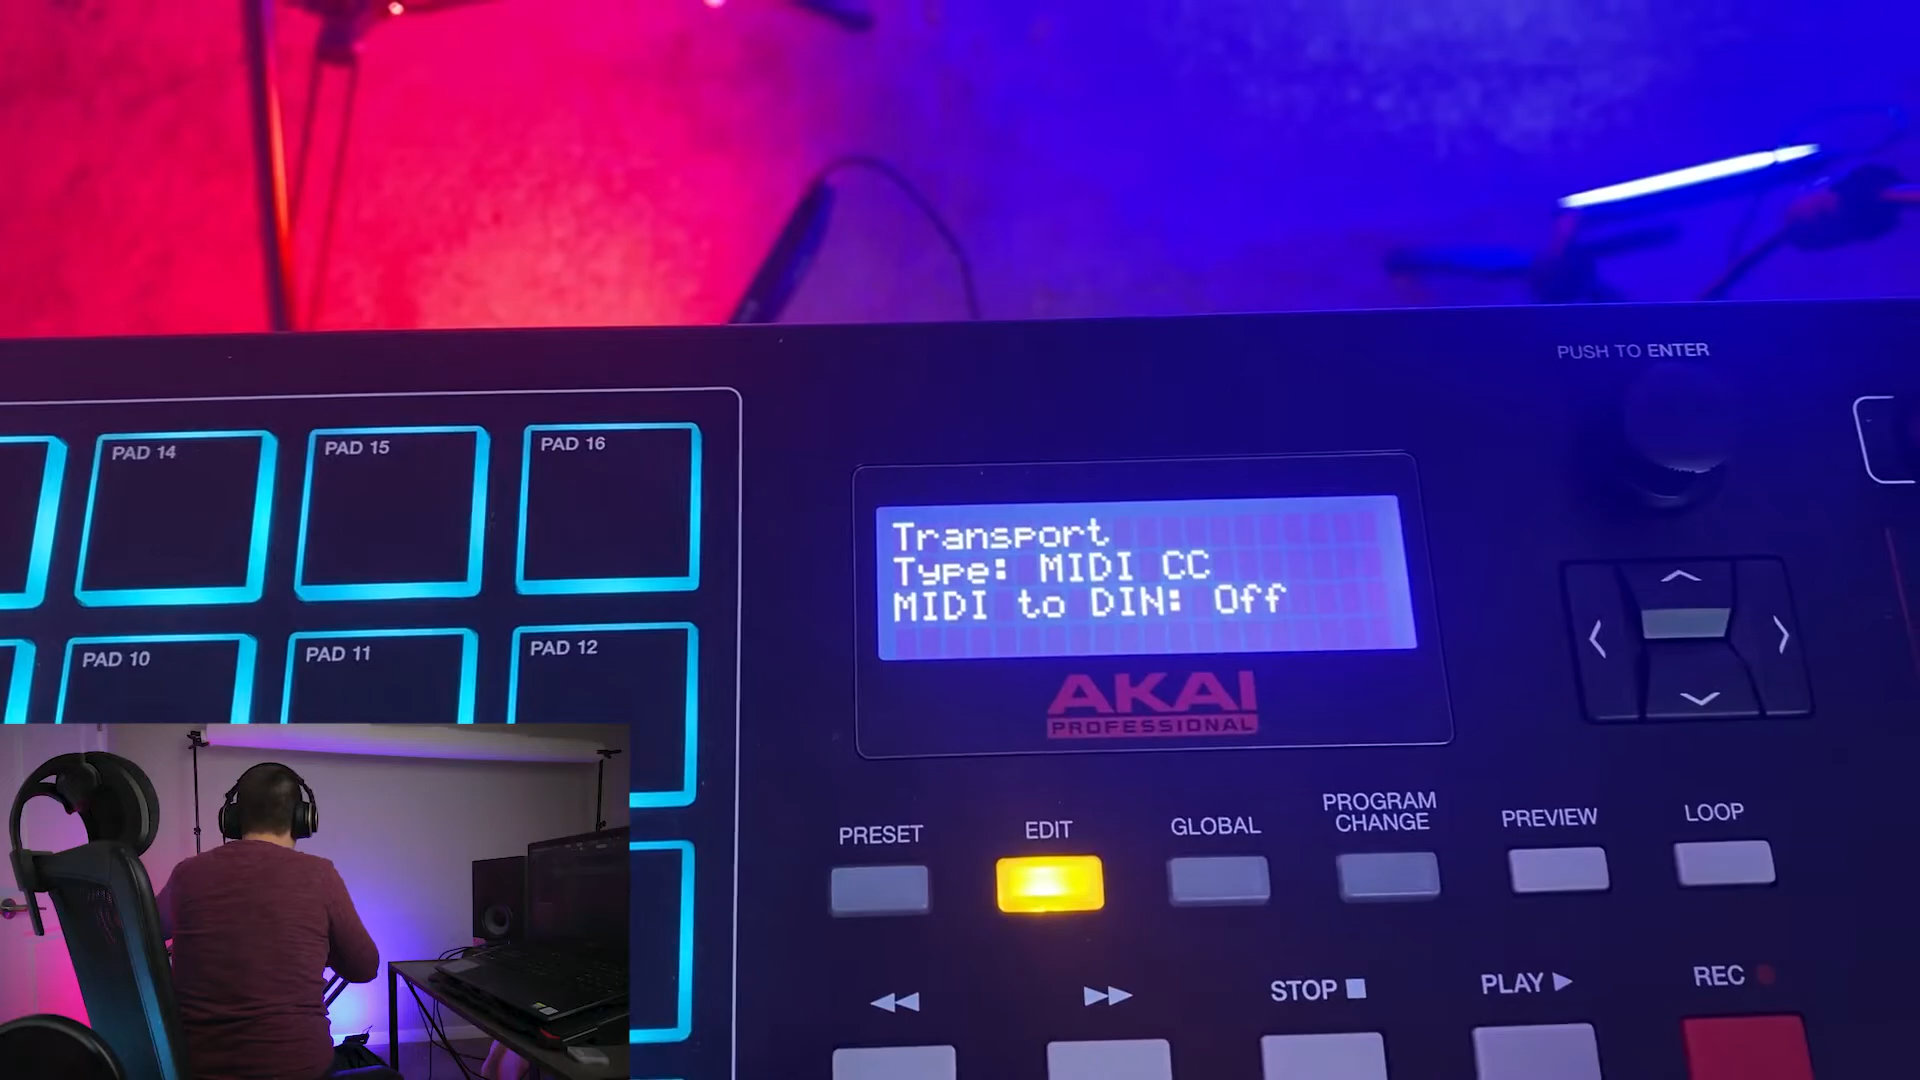 PUSH TO ENTER
PAD 14
PAD 15
PAD 16
Transport
Type: MIDI CC
MIDI to DIN: Off
PAD 10
PAD 11
PAD 12
AKAI
PROFESSIONAL
PRESET
EDIT
GLOBAL
PROGRAM
CHANGE
PREVIEW
LOOP
STOP
PLAY
REC